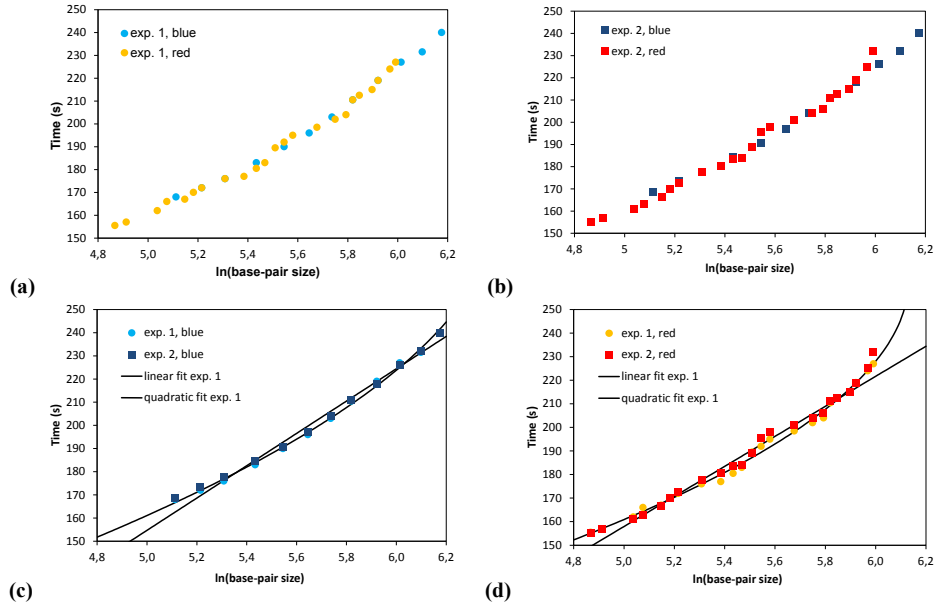 250
240
230
220
210
200
190
180
170
160
150
Time (s)
exp. 1, blue
exp. 1, red
4,8 5,0 5,2 5,4 5,6 5,8 6,0 6,2
ln(base-pair size)
(a)
250
240
230
220
210
200
190
180
170
160
150
Time (s)
exp. 2, blue
exp. 2, red
4,8 5 5,2 5,4 5,6 5,8 6 6,2
ln(base-pair size)
(b)
250
240
230
220
210
200
190
180
170
160
150
Time (s)
exp. 1, blue
exp. 2, blue
linear fit exp. 1
quadratic fit exp. 1
4,8 5,0 5,2 5,4 5,6 5,8 6,0 6,2
ln(base-pair size)
(c)
250
240
230
220
210
200
190
180
170
160
150
Time (s)
exp. 1, red
exp. 2, red
linear fit exp. 1
quadratic fit exp. 1
4,8 5,0 5,2 5,4 5,6 5,8 6,0 6,2
ln(base-pair size)
(d)